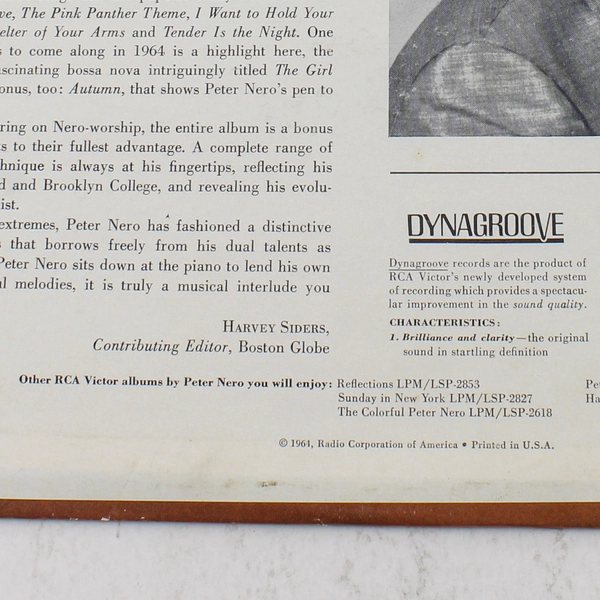 The Pink Panther Theme, I Want to Hold Your
of Your Arms and Tender Is the Night. One
to come along in 1964 is a highlight here, the
bossa nova intriguingly titled The Girl
too: Autumn, that shows Peter Nero's pen to
on Nero-worship, the entire album is a bonus
to their fullest advantage. A complete range of
is always at his fingertips, reflecting his
and Brooklyn College, and revealing his evolu-
ist.
extremes, Peter Nero has fashioned a distinctive
that borrows freely from his dual talents as
Peter Nero sits down at the piano to lend his own
melodies, it is truly a musical interlude you
HARVEY SIDERS,
Contributing Editor, Boston Globe
DYNAGROOVE
Dynagroove records are the product of
RCA Victor's newly developed system
of recording which provides a spectacu-
lar improvement in the sound quality.
CHARACTERISTICS:
1. Brilliance and clarity—the original
sound in startling definition
Other RCA Victor albums by Peter Nero you will enjoy: Reflections LPM/LSP-2853
Sunday in New York LPM/LSP-2827
The Colorful Peter Nero LPM/LSP-2618
© 1964, Radio Corporation of America • Printed in U.S.A.